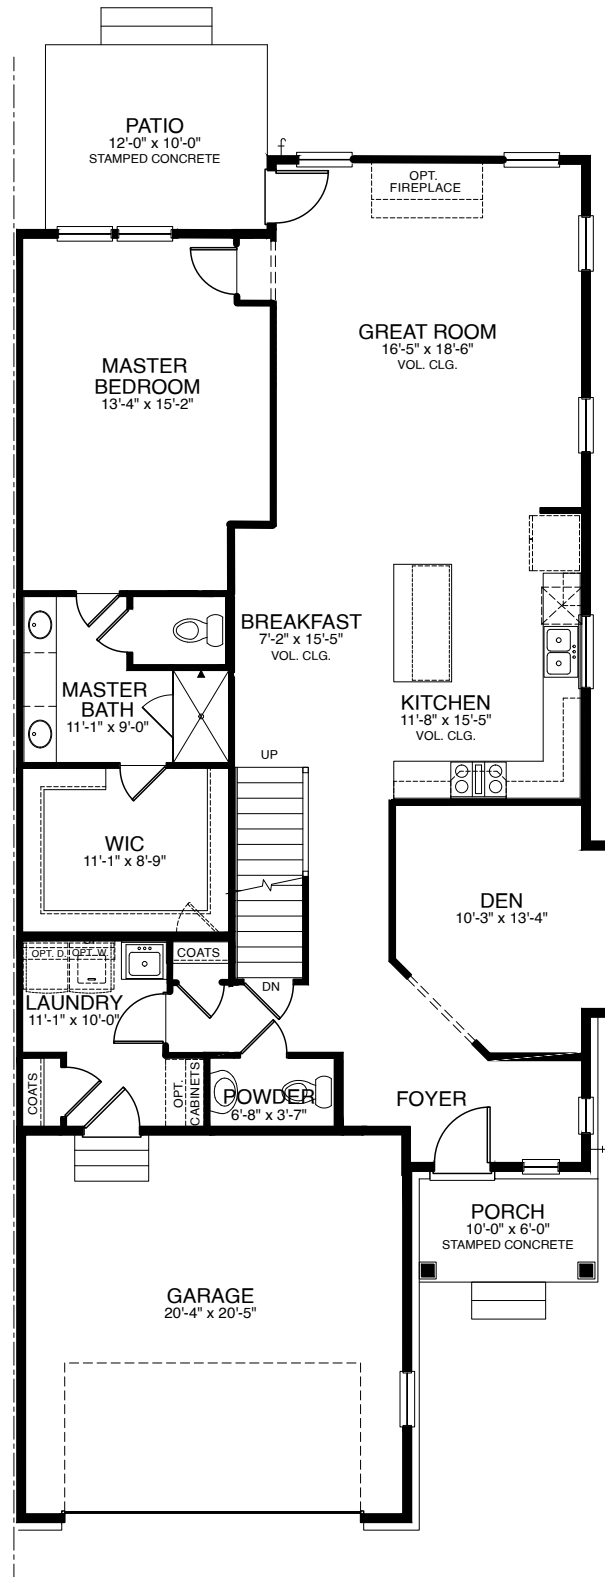 PATIO
12'-0" x 10'-0"
STAMPED CONCRETE
OPT.
FIREPLACE
GREAT ROOM
16'-5" x 18'-6"
VOL. CLG.
MASTER
BEDROOM
13'-4" x 15'-2"
BREAKFAST
7'-2" x 15'-5"
VOL. CLG.
MASTER
BATH
11'-1" x 9'-0"
KITCHEN
11'-8" x 15'-5"
VOL. CLG.
UP
WIC
11'-1" x 8'-9"
DEN
10'-3" x 13'-4"
OPT. D.
OPT. W.
COATS
DN
LAUNDRY
11'-1" x 10'-0"
COATS
OPT.
CABINETS
POWDER
6'-8" x 3'-7"
FOYER
PORCH
10'-0" x 6'-0"
STAMPED CONCRETE
GARAGE
20'-4" x 20'-5"